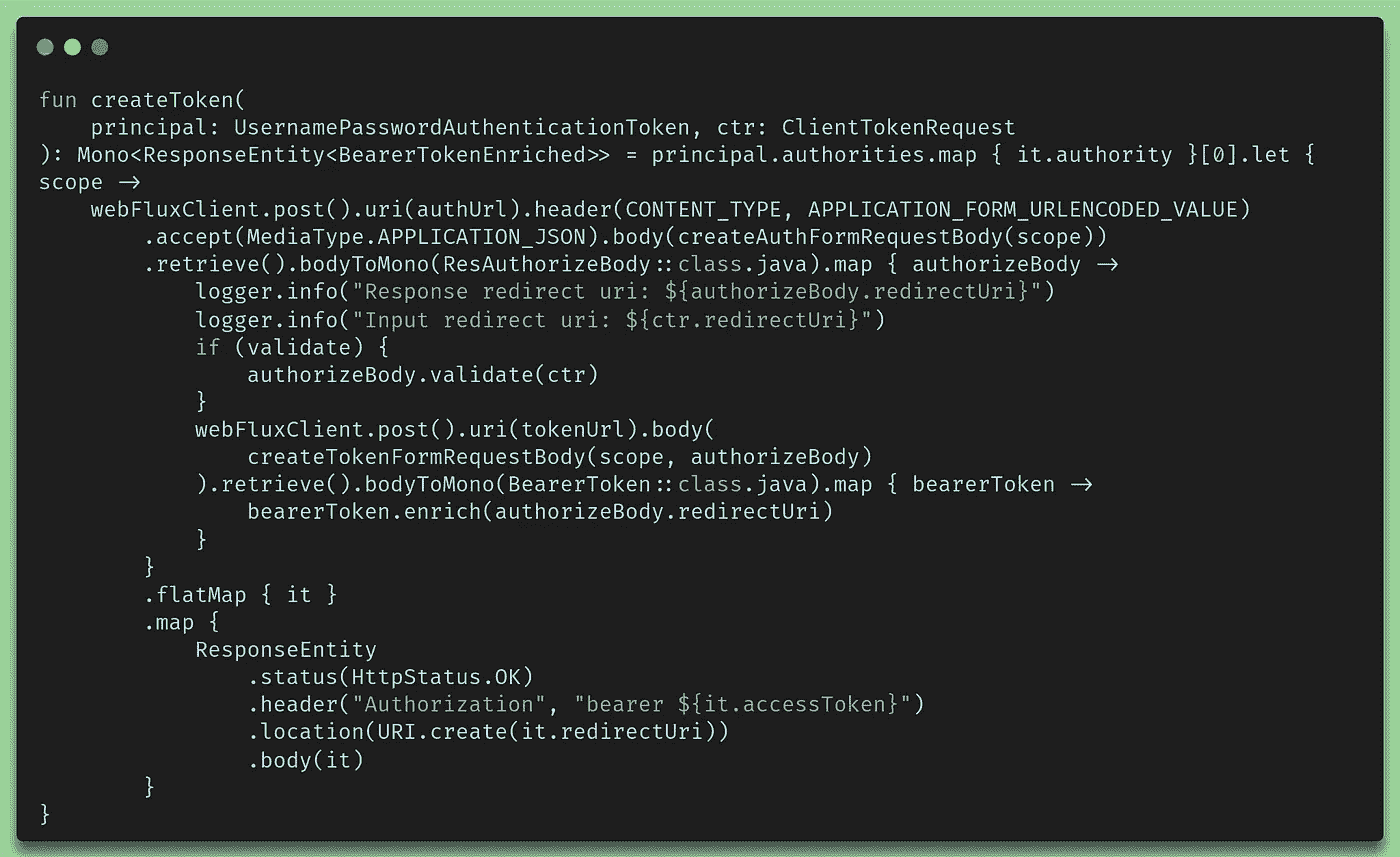 fun createToken(
    principal: UsernamePasswordAuthenticationToken, ctr: ClientTokenRequest
): Mono<ResponseEntity<BearerTokenEnriched>> = principal.authorities.map { it.authority }[0].let {
scope ->
    webFluxClient.post().uri(authUrl).header(CONTENT_TYPE, APPLICATION_FORM_URLENCODED_VALUE)
        .accept(MediaType.APPLICATION_JSON).body(createAuthFormRequestBody(scope))
        .retrieve().bodyToMono(ResAuthorizeBody::class.java).map { authorizeBody ->
            logger.info("Response redirect uri: ${authorizeBody.redirectUri}")
            logger.info("Input redirect uri: ${ctr.redirectUri}")
            if (validate) {
                authorizeBody.validate(ctr)
            }
            webFluxClient.post().uri(tokenUrl).body(
                createTokenFormRequestBody(scope, authorizeBody)
            ).retrieve().bodyToMono(BearerToken::class.java).map { bearerToken ->
                bearerToken.enrich(authorizeBody.redirectUri)
            }
        }
        .flatMap { it }
        .map {
            ResponseEntity
                .status(HttpStatus.OK)
                .header("Authorization", "bearer ${it.accessToken}")
                .location(URI.create(it.redirectUri))
                .body(it)
        }
}